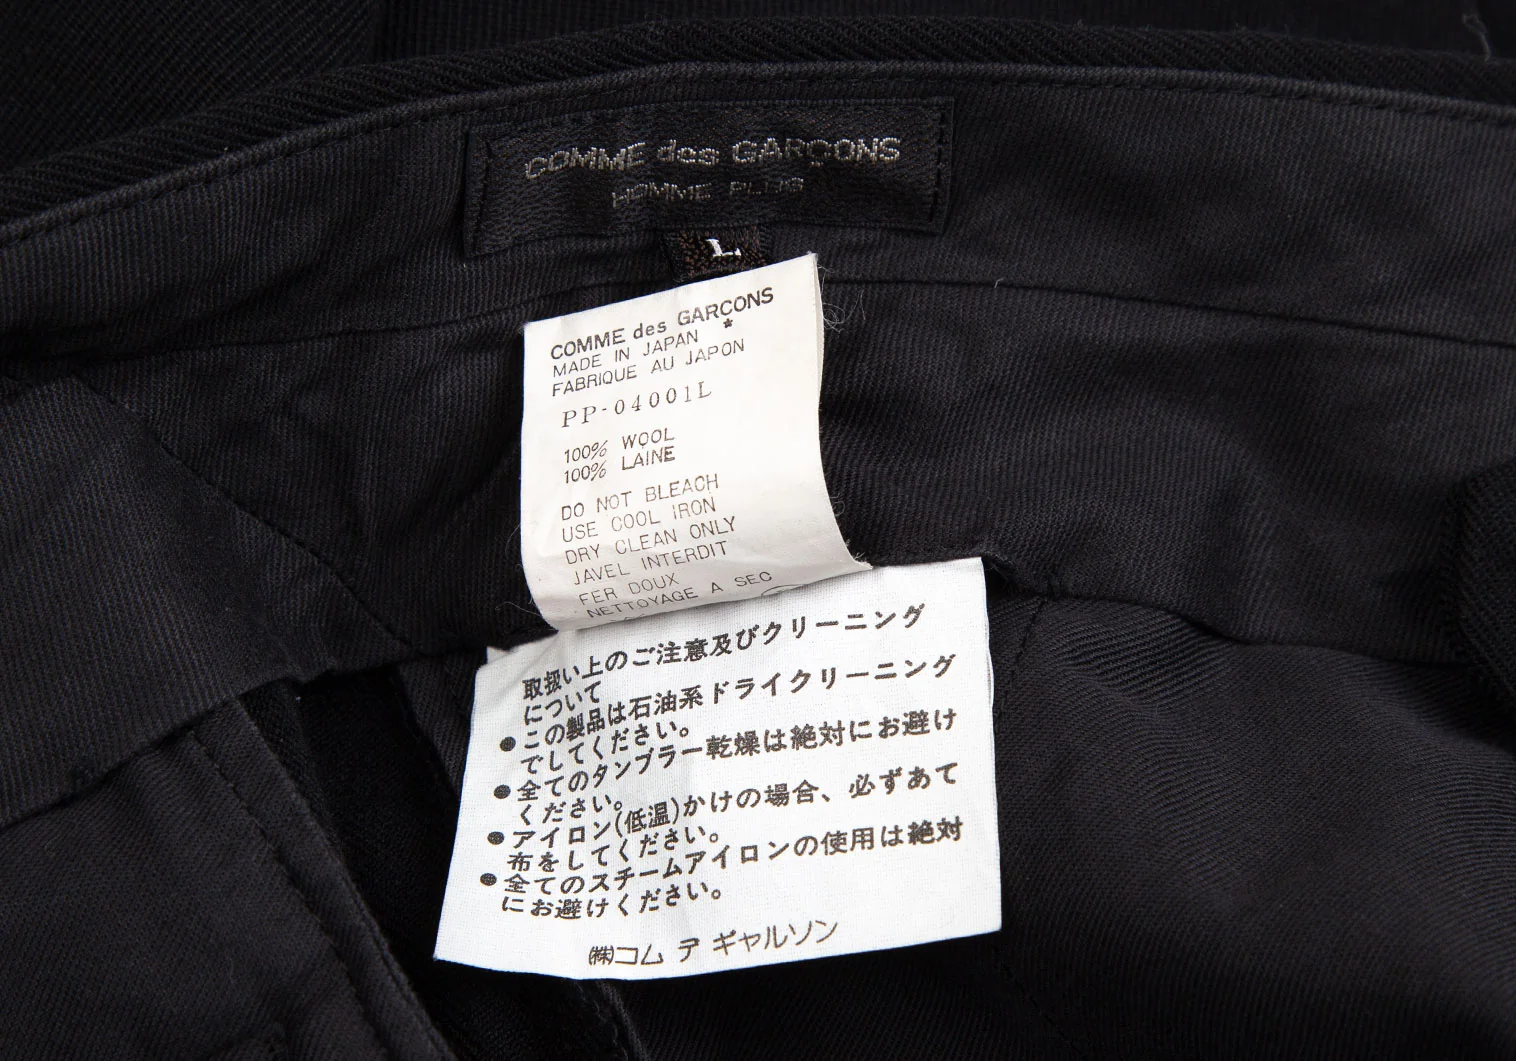 COMME des GARÇONS
HOMME PLUS
L
COMME des GARCONS
*
MADE IN JAPAN
FABRIQUE AU JAPON
PP-04001L
100% WOOL
100% LAINE
DO NOT BLEACH
USE COOL IRON
DRY CLEAN ONLY
JAVEL INTERDIT
FER DOUX
NETTOYAGE A SEC
取扱い上のご注意及びクリーニング
について
●この製品は石油系ドライクリーニング
でしてください。
●全てのタンブラー乾燥は絶対にお避け
ください。
●アイロン(低温)かけの場合、必ずあて
布をしてください。
●全てのスチームアイロンの使用は絶対
にお避けください。
㈱コム デ ギャルソン